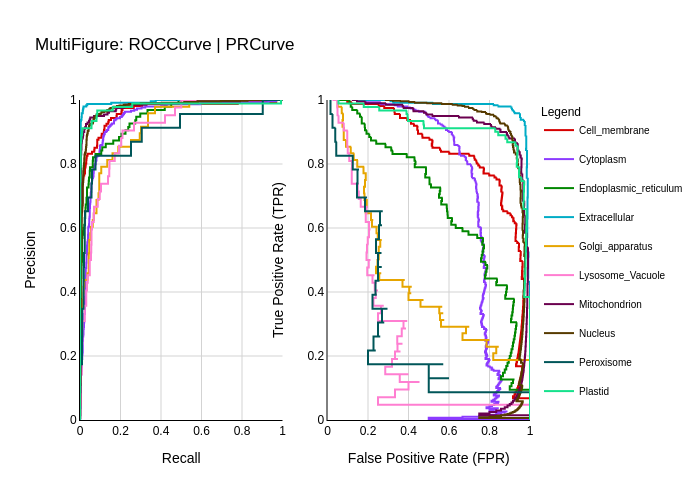 MultiFigure: ROCCurve | PRCurve
Precision
1
0.8
0.6
0.4
0.2
0
0 0.2 0.4 0.6 0.8 1
Recall
True Positive Rate (TPR)
1
0.8
0.6
0.4
0.2
0
0 0.2 0.4 0.6 0.8 1
False Positive Rate (FPR)
Legend
Cell_membrane
Cytoplasm
Endoplasmic_reticulum
Extracellular
Golgi_apparatus
Lysosome_Vacuole
Mitochondrion
Nucleus
Peroxisome
Plastid